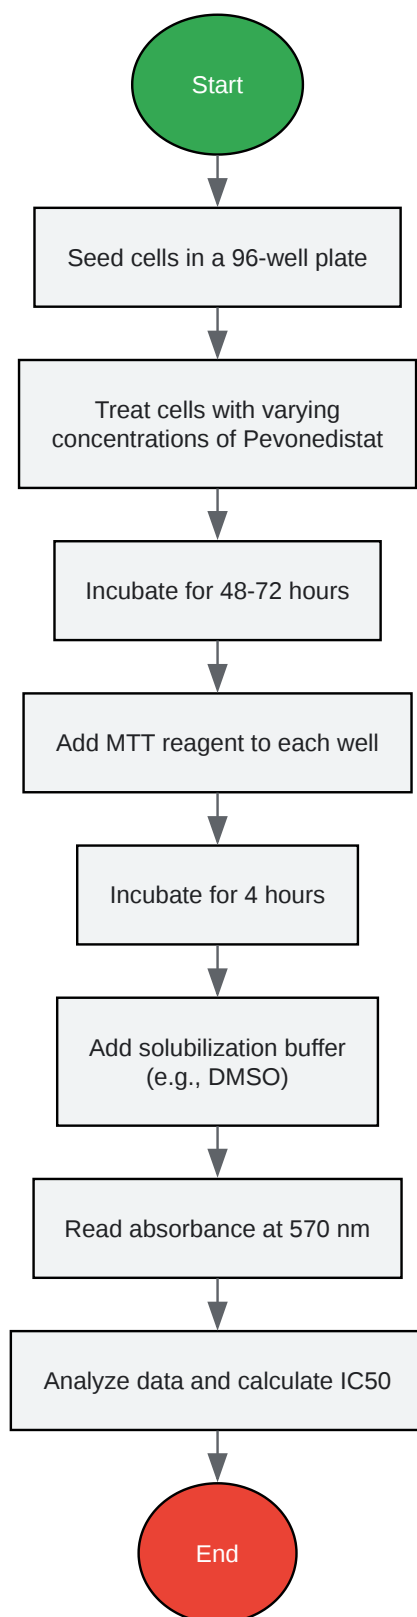 Start
Seed cells in a 96-well plate
Treat cells with varying
concentrations of Pevonedistat
Incubate for 48-72 hours
Add MTT reagent to each well
Incubate for 4 hours
Add solubilization buffer
(e.g., DMSO)
Read absorbance at 570 nm
Analyze data and calculate IC50
End